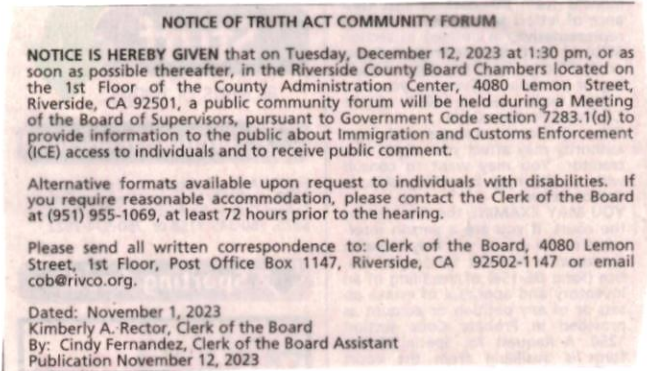 NOTICE OF TRUTH ACT COMMUNITY FORUM
NOTICE IS HEREBY GIVEN that on Tuesday, December 12, 2023 at 1:30 pm, or as
soon as possible thereafter, in the Riverside County Board Chambers located on
the 1st Floor of the County Administration Center, 4080 Lemon Street,
Riverside, CA 92501, a public community forum will be held during a Meeting
of the Board of Supervisors, pursuant to Government Code section 7283.1(d) to
provide information to the public about Immigration and Customs Enforcement
(ICE) access to individuals and to receive public comment.
Alternative formats available upon request to individuals with disabilities. If
you require reasonable accommodation, please contact the Clerk of the Board
at (951) 955-1069, at least 72 hours prior to the hearing.
Please send all written correspondence to: Clerk of the Board, 4080 Lemon
Street, 1st Floor, Post Office Box 1147, Riverside, CA 92502-1147 or email
cob@rivco.org.
Dated: November 1, 2023
Kimberly A. Rector, Clerk of the Board
By: Cindy Fernandez, Clerk of the Board Assistant
Publication November 12, 2023